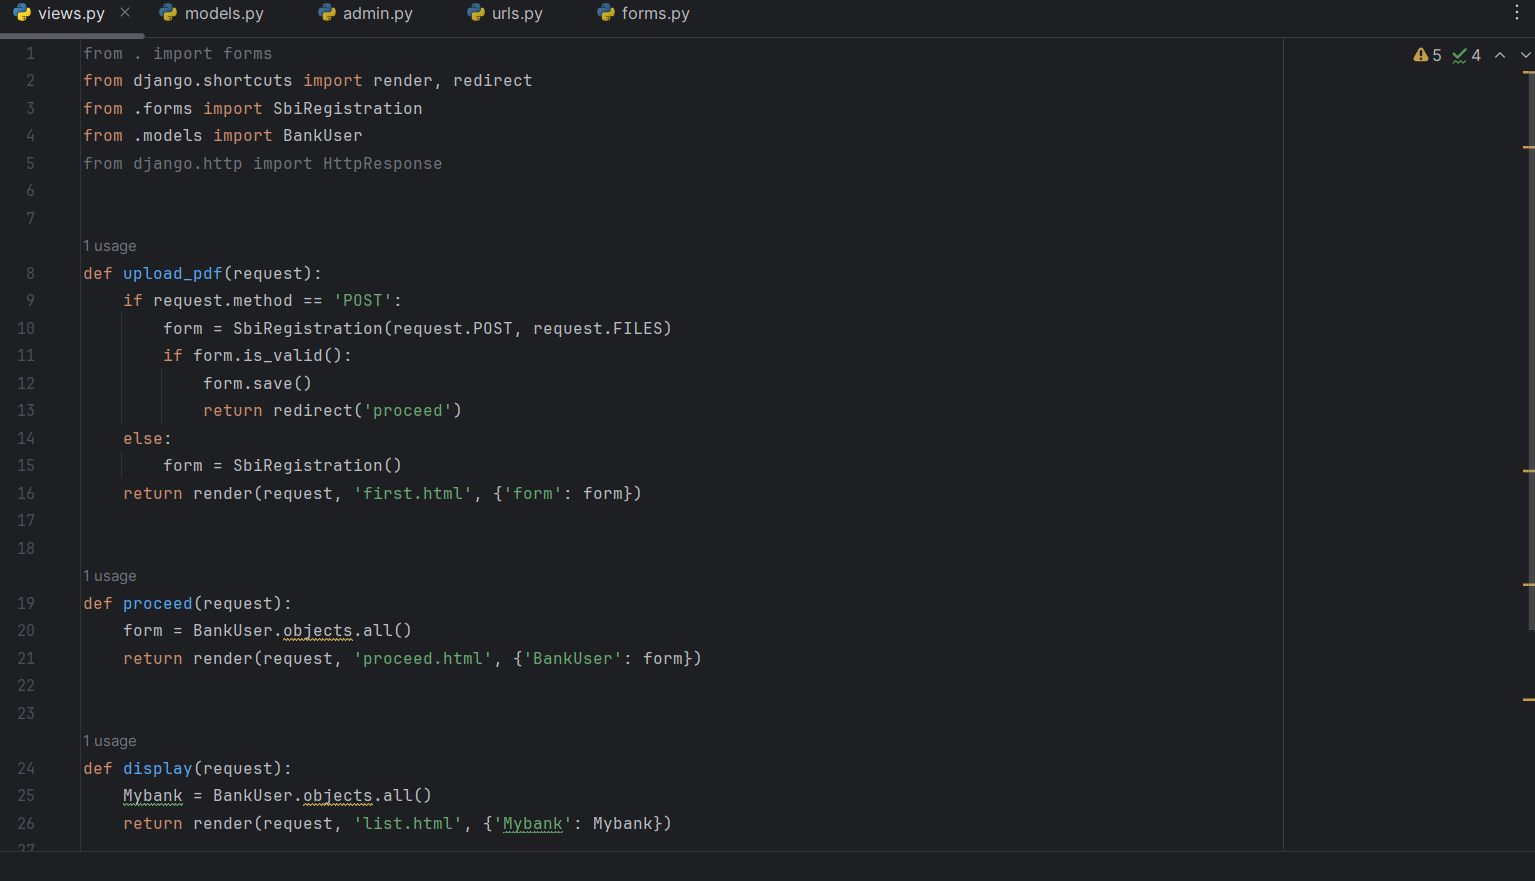 views.py models.py admin.py urls.py forms.py
5 4
1 from . import forms
2 from django.shortcuts import render, redirect
3 from .forms import SbiRegistration
4 from .models import BankUser
5 from django.http import HttpResponse
6
7
1 usage
8 def upload_pdf(request):
9     if request.method == 'POST':
10         form = SbiRegistration(request.POST, request.FILES)
11         if form.is_valid():
12             form.save()
13             return redirect('proceed')
14     else:
15         form = SbiRegistration()
16     return render(request, 'first.html', {'form': form})
17
18
1 usage
19 def proceed(request):
20     form = BankUser.objects.all()
21     return render(request, 'proceed.html', {'BankUser': form})
22
23
1 usage
24 def display(request):
25     Mybank = BankUser.objects.all()
26     return render(request, 'list.html', {'Mybank': Mybank})
27